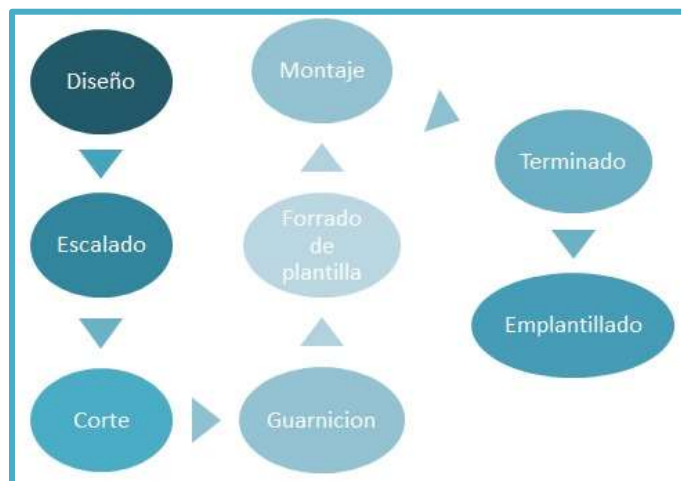 Diseño
Escalado
Corte
Guarnicion
Forrado
de
plantilla
Montaje
Terminado
Emplantillado